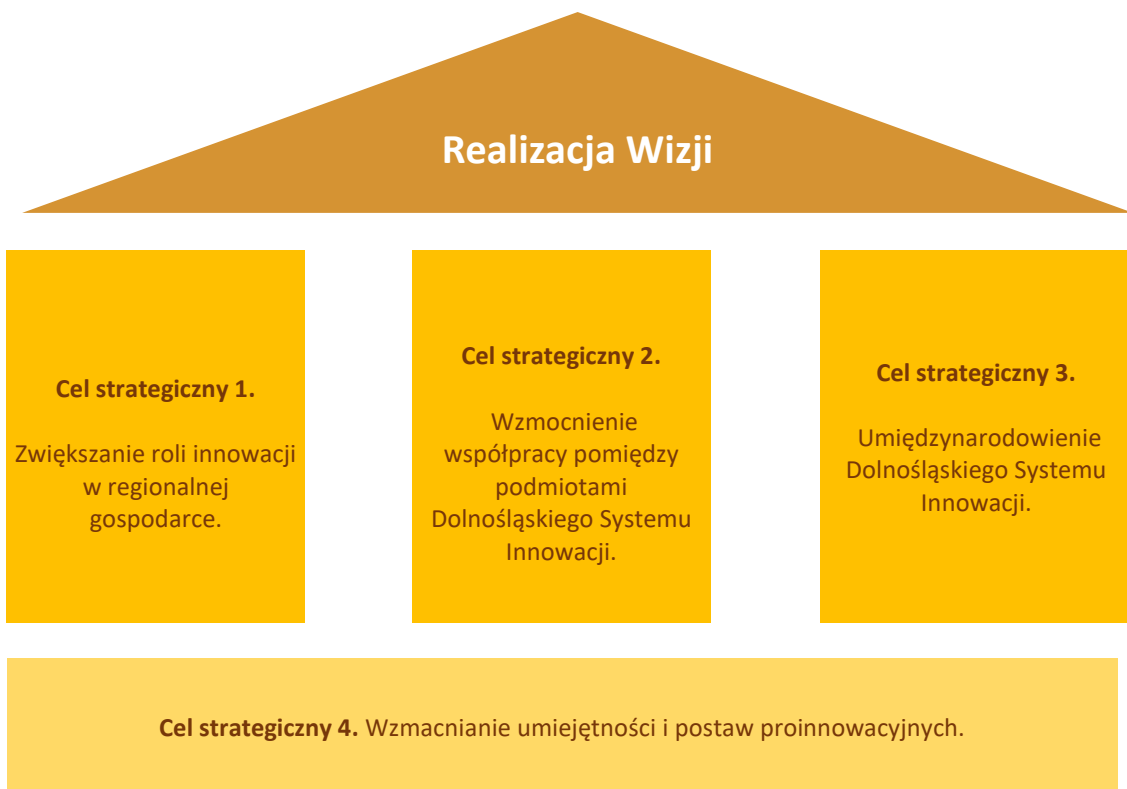 Realizacja Wizji
Cel strategiczny 1.
Zwiększanie roli innowacji
w regionalnej
gospodarce.
Cel strategiczny 2.
Wzmocnienie
współpracy pomiędzy
podmiotami
Dolnośląskiego Systemu
Innowacji.
Cel strategiczny 3.
Umiędzynarodowienie
Dolnośląskiego Systemu
Innowacji.
Cel strategiczny 4. Wzmacnianie umiejętności i postaw proinnowacyjnych.